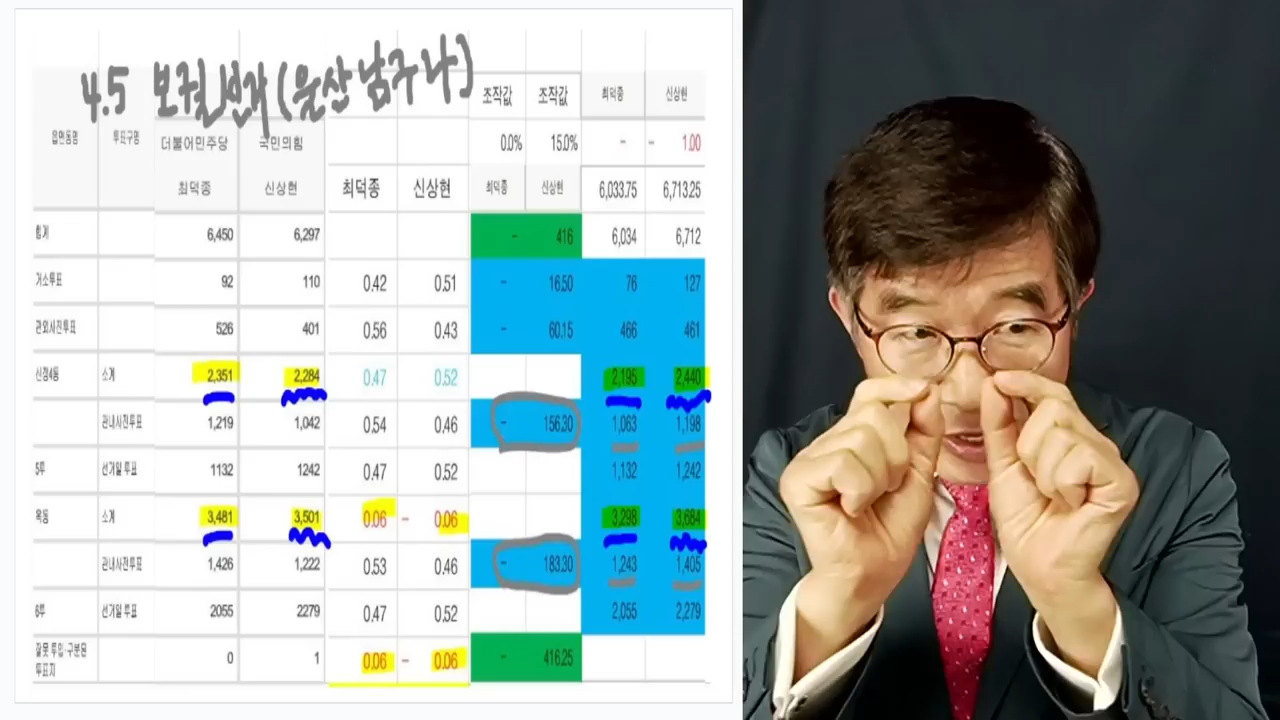 4.5 보궐선거 (울산 남구 나)
조작값 조작값 최덕종 신상현
읍면동명 투표구명 더불어민주당 국민의힘 0.0% 15.0% - - 1.00
최덕종 신상현 최덕종 신상현 최덕종 신상현 6,033.75 6,713.25
합계 6,450 6,297 - 416 6,034 6,712
거소투표 92 110 0.42 0.51 - 16.50 76 127
관외사전투표 526 401 0.56 0.43 - 60.15 466 461
신정4동 소계 2,351 2,284 0.47 0.52 2,195 2,440
관내사전투표 1,219 1,042 0.54 0.46 - 156.30 1,063 1,198
5투 선거일 투표 1132 1242 0.47 0.52 1,132 1,242
옥동 소계 3,481 3,501 0.06 - 0.06 3,298 3,684
관내사전투표 1,426 1,222 0.53 0.46 - 183.30 1,243 1,405
6투 선거일 투표 2055 2279 0.47 0.52 2,055 2,279
잘못 투입·구분된 0 1 0.06 - 0.06 - 416.25
투표지